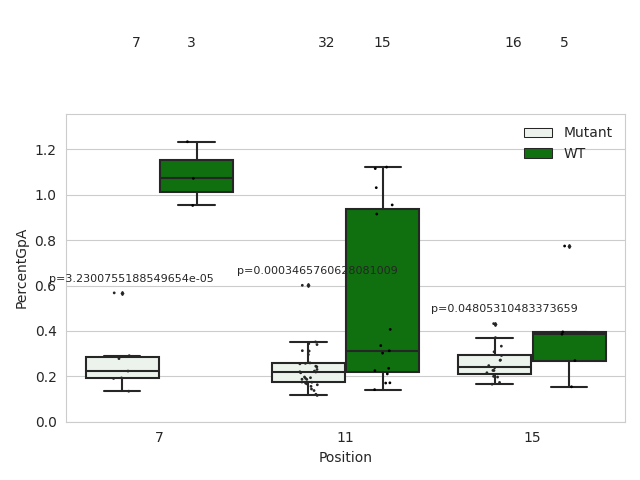 7 3 32 15 16 5
Mutant
WT
1.2
1.0
0.8
0.6
0.4
0.2
0.0
PercentGpA
p=3.2300755188549654e-05
p=0.0003465760628081009
p=0.04805310483373659
7 11 15
Position